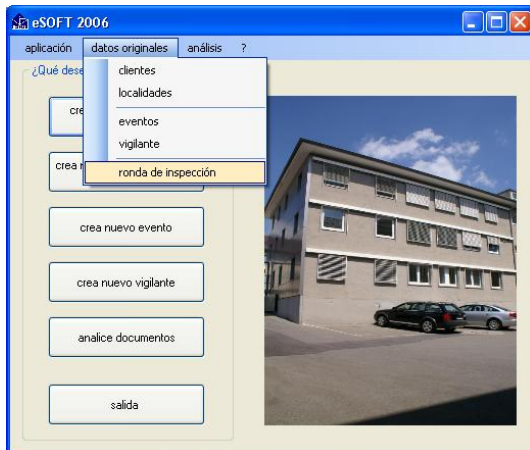 eSOFT 2006
aplicación datos originales análisis ?
¿Qué dese
clientes
localidades
eventos
vigilante
ronda de inspección
cre
crea
crea nuevo evento
crea nuevo vigilante
analice documentos
salida